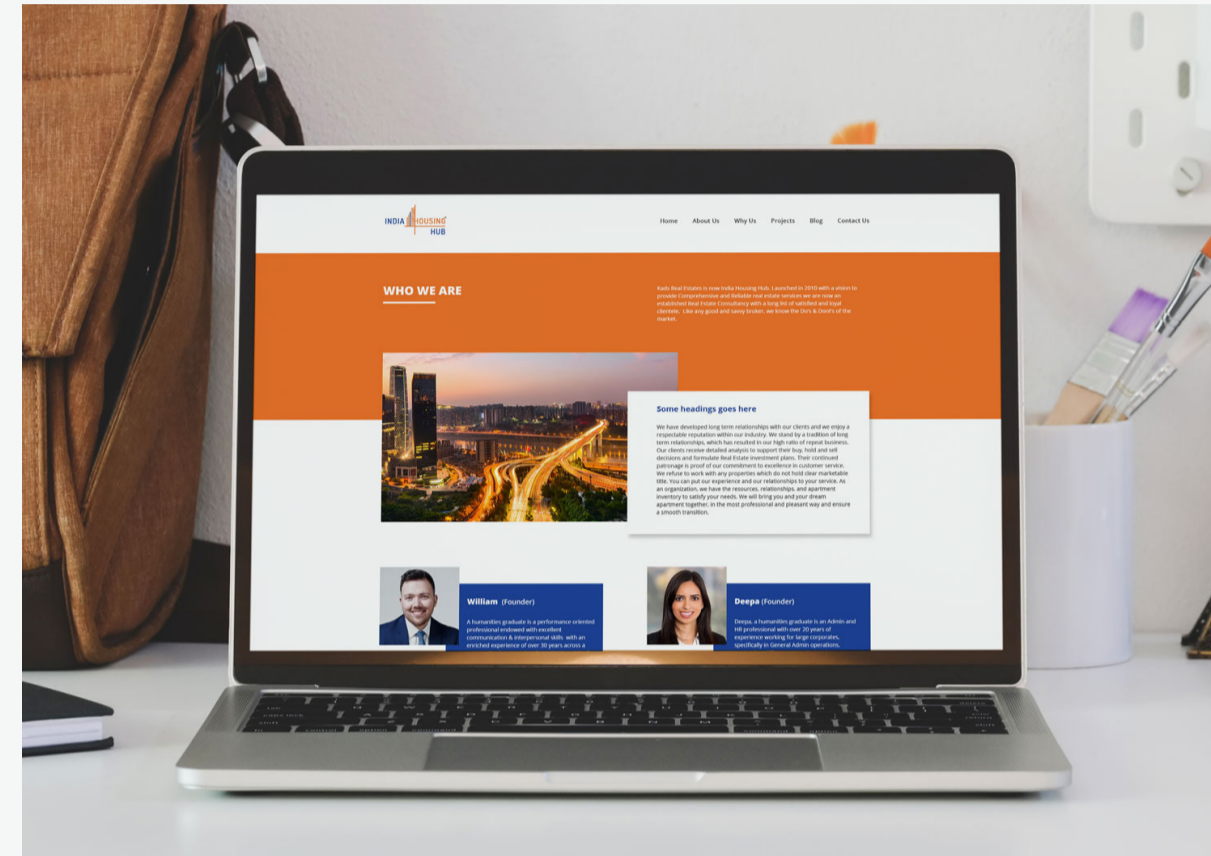 INDIA HOUSING
HUB
Home About Us Why Us Projects Blog Contact Us
WHO WE ARE
Radti Real Estates is now India Housing Hub. Launched in 2010 with a vision to
provide Comprehensive and Reliable real estate services we are now an
established Real Estate Consultancy with a long list of satisfied and loyal
clientele. Like any good and savvy broker, we know the Do's & Dont's of the
market.
Some headings goes here
We have developed long term relationships with our clients and we enjoy a
respectable reputation within our industry. We stand by a tradition of long
term relationships, which has resulted in our high ratio of repeat business.
Our clients receive detailed analysis to support their buy, hold and sell
decisions and formulate Real Estate investment plans. Their continued
patronage is proof of our commitment to excellence in customer service.
We refuse to work with any properties which do not hold clear marketable
title. You can put our experience and our relationships to your service. As
an organization, we have the resources, relationships, and apartment
inventory to satisfy your needs. We will bring you and your dream
apartment together, in the most professional and pleasant way and ensure
a smooth transition.
William (Founder)
A humanities graduate is a performance oriented
professional endowed with excellent
communication & interpersonal skills with an
enriched experience of over 30 years across a
Deepa (Founder)
Deepa, a humanities graduate is an Admin and
HR professional with over 20 years of
experience working for large corporates,
specifically in General Admin operations,